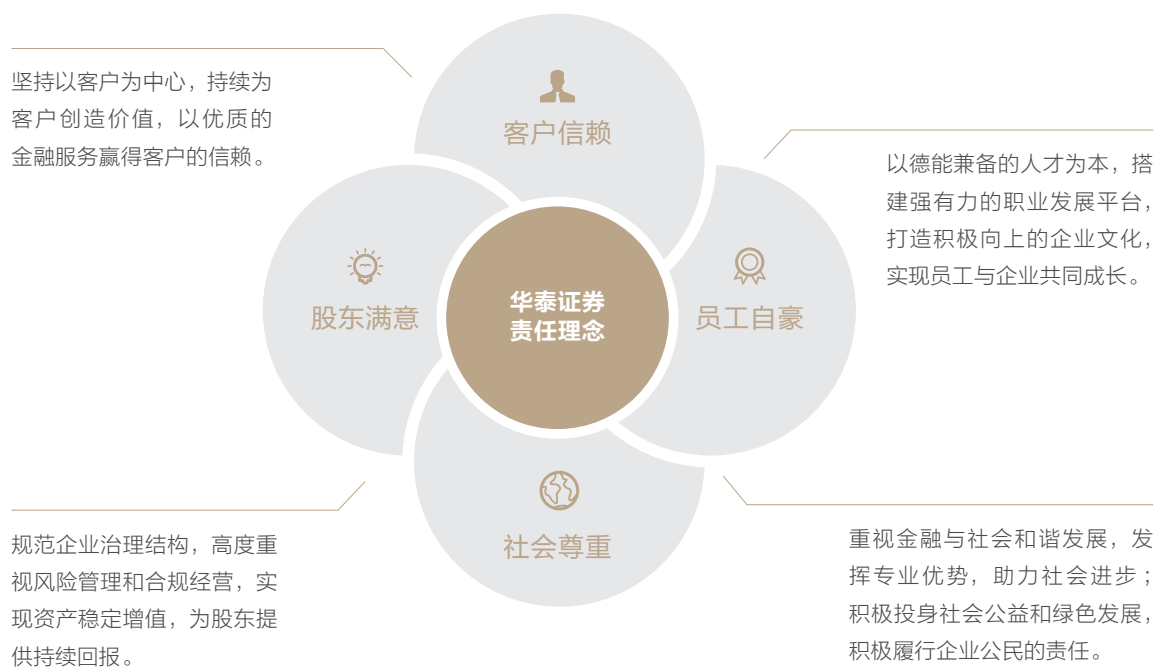 坚持以客户为中心，持续为
客户创造价值，以优质的
金融服务赢得客户的信赖。
客户信赖
以德能兼备的人才为本，搭
建强有力的职业发展平台，
打造积极向上的企业文化，
实现员工与企业共同成长。
股东满意
华泰证券
责任理念
员工自豪
社会尊重
规范企业治理结构，高度重
视风险管理和合规经营，实
现资产稳定增值，为股东提
供持续回报。
重视金融与社会和谐发展，发
挥专业优势，助力社会进步；
积极投身社会公益和绿色发展，
积极履行企业公民的责任。